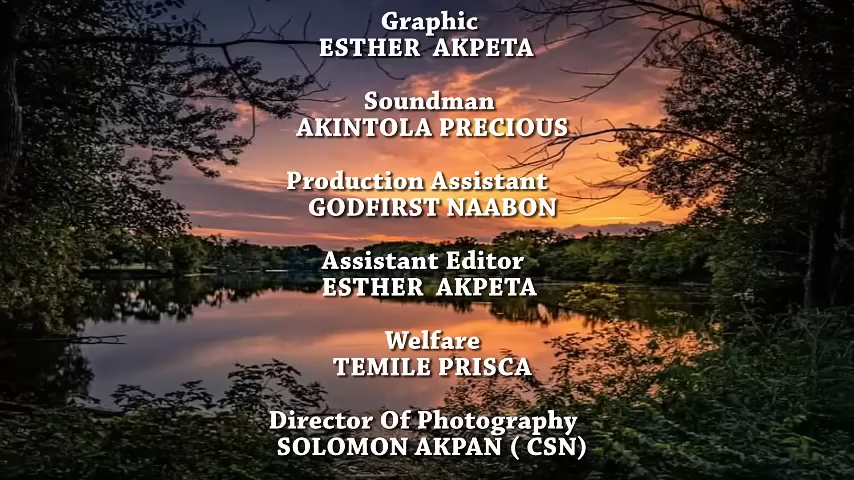 Graphic
ESTHER AKPETA
Soundman
AKINTOLA PRECIOUS
Production Assistant
GODFIRST NAABON
Assistant Editor
ESTHER AKPETA
Welfare
TEMILE PRISCA
Director Of Photography
SOLOMON AKPAN ( CSN)